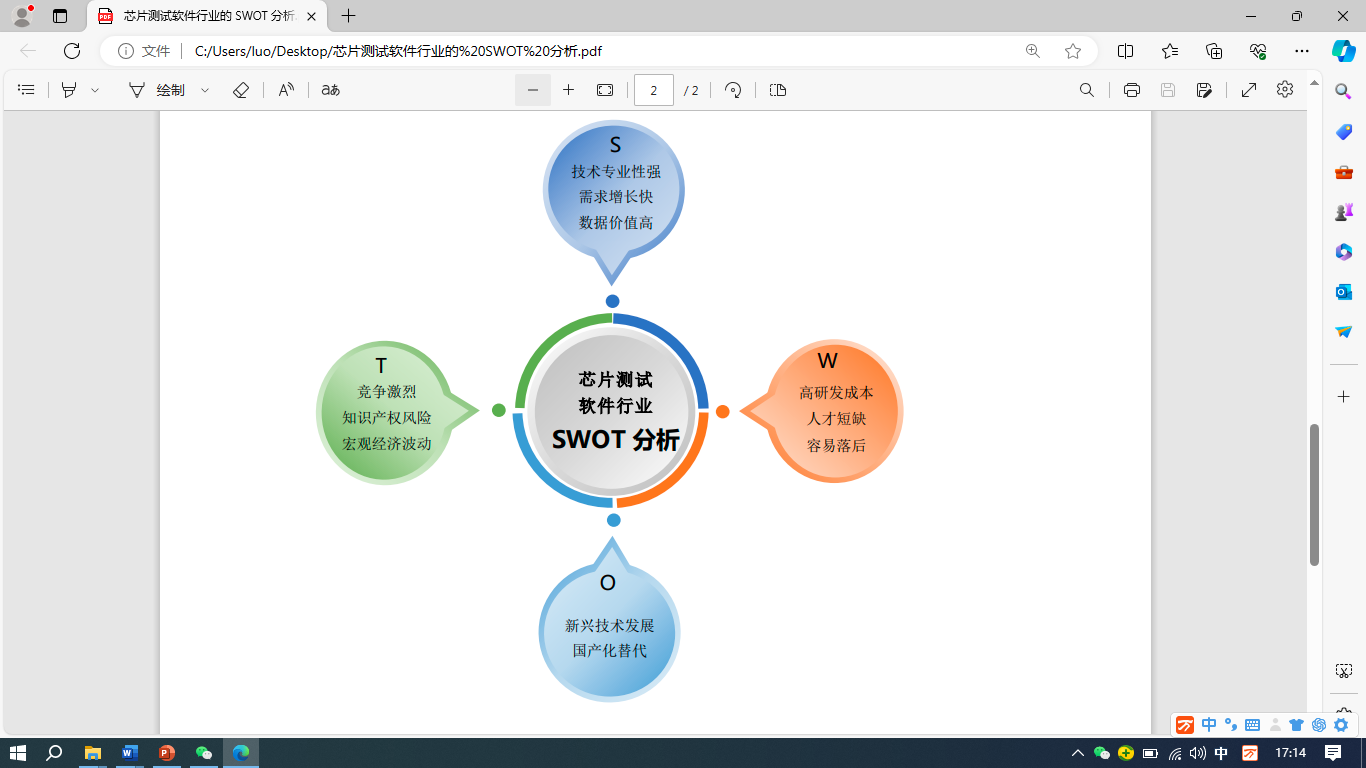 芯片测试软件行业的 SWOT 分析.
文件
C:/Users/luo/Desktop/芯片测试软件行业的%20SWOT%20分析.pdf
绘制
aあ
2
/ 2
S
技术专业性强
需求增长快
数据价值高
T
竞争激烈
知识产权风险
宏观经济波动
芯片测试
软件行业
SWOT 分析
W
高研发成本
人才短缺
容易落后
O
新兴技术发展
国产化替代
中
中
17:14